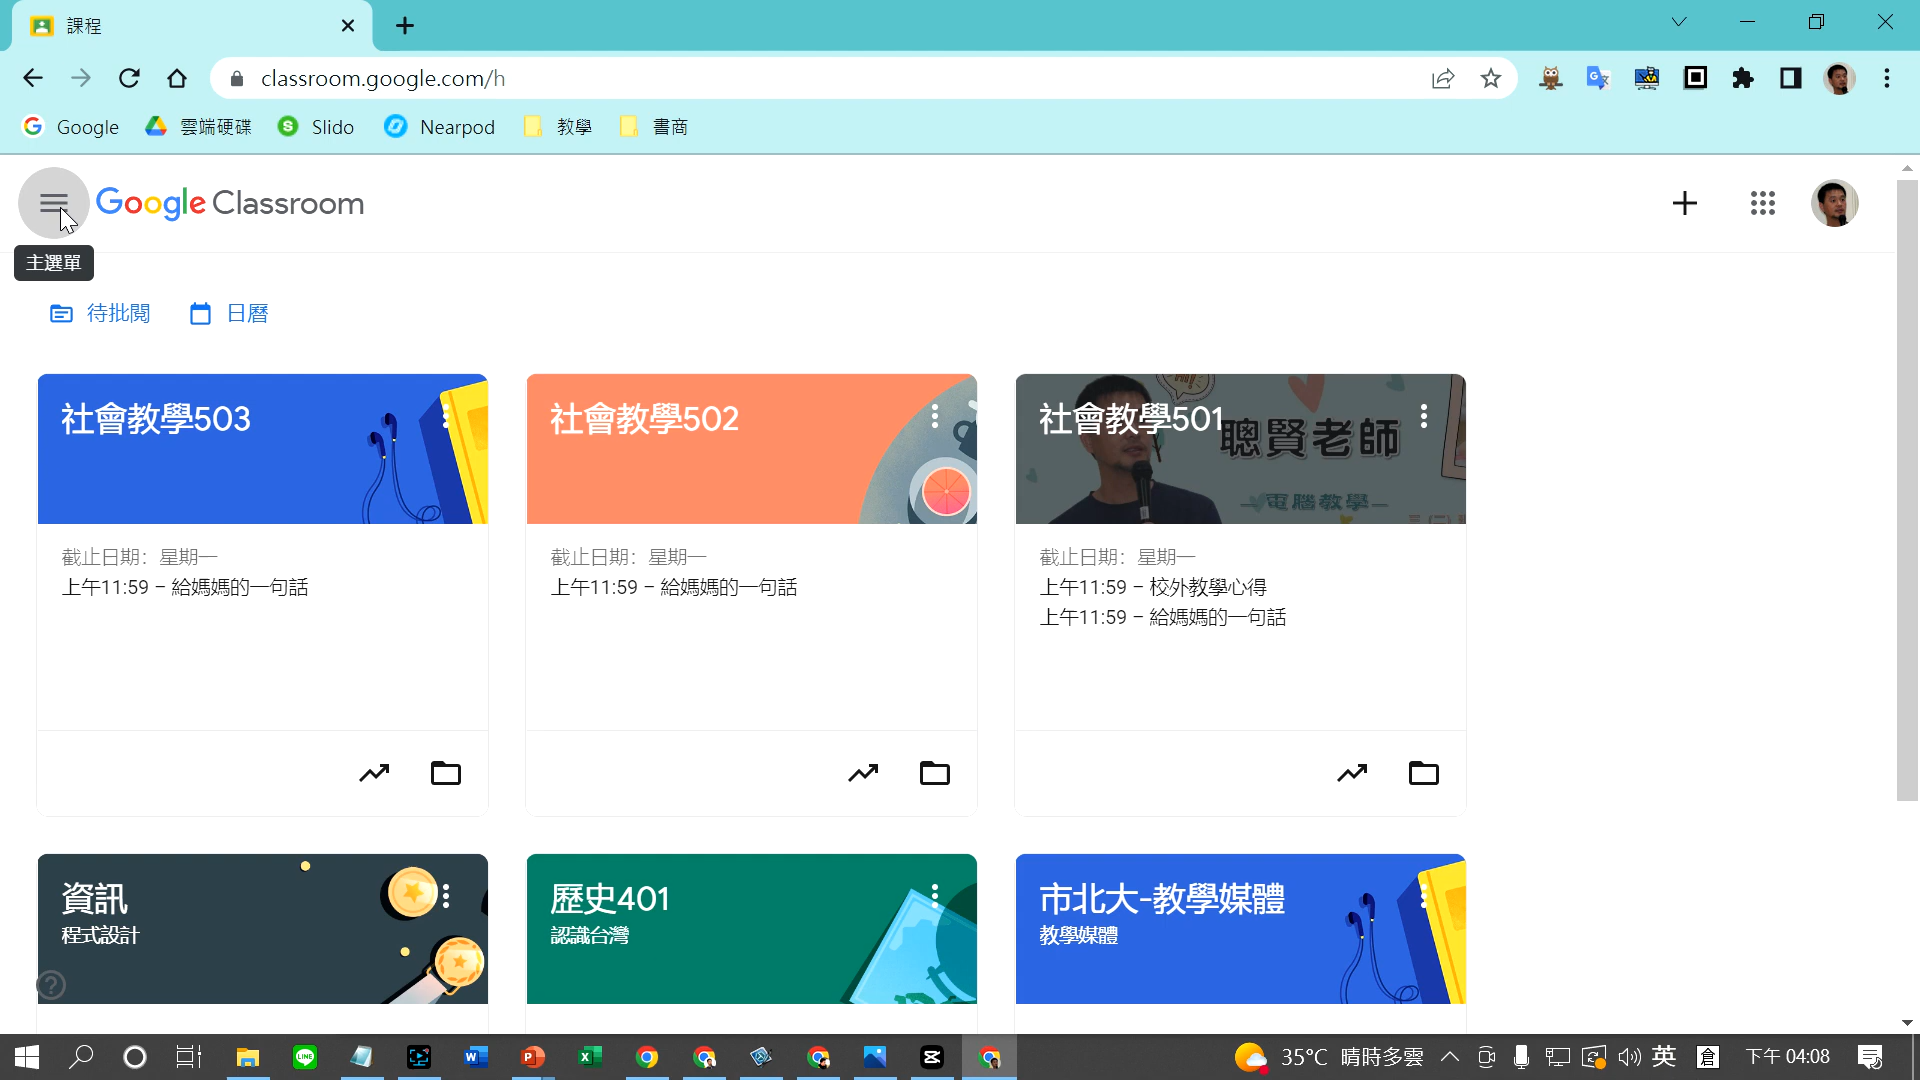 課程
classroom.google.com/h
Google
雲端硬碟
Slido
Nearpod
教學
書商
Google Classroom
主選單
待批閱
日曆
社會教學503
截止日期：星期一
上午11:59 – 給媽媽的一句話
社會教學502
截止日期：星期一
上午11:59 – 給媽媽的一句話
社會教學501
聰賢老師
電腦教學
截止日期：星期一
上午11:59 – 校外教學心得
上午11:59 – 給媽媽的一句話
資訊
程式設計
歷史401
認識台灣
市北大-教學媒體
教學媒體
35°C 晴時多雲
英
倉
下午 04:08